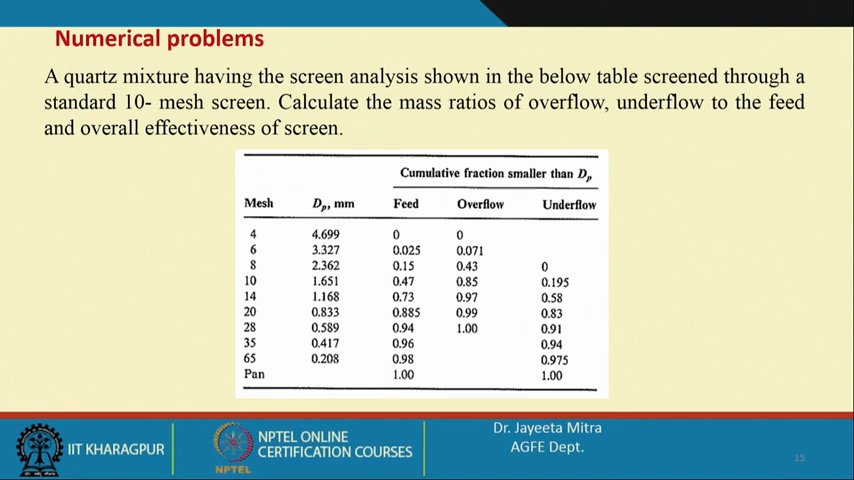 Numerical problems
A quartz mixture having the screen analysis shown in the below table screened through a
standard 10- mesh screen. Calculate the mass ratios of overflow, underflow to the feed
and overall effectiveness of screen.
Cumulative fraction smaller than Dp
Mesh Dp, mm Feed Overflow Underflow
4 4.699 0 0
6 3.327 0.025 0.071
8 2.362 0.15 0.43 0
10 1.651 0.47 0.85 0.195
14 1.168 0.73 0.97 0.58
20 0.833 0.885 0.99 0.83
28 0.589 0.94 1.00 0.91
35 0.417 0.96 0.94
65 0.208 0.98 0.975
Pan 1.00 1.00
IIT KHARAGPUR
NPTEL
NPTEL ONLINE
CERTIFICATION COURSES
Dr. Jayeeta Mitra
AGFE Dept.
15